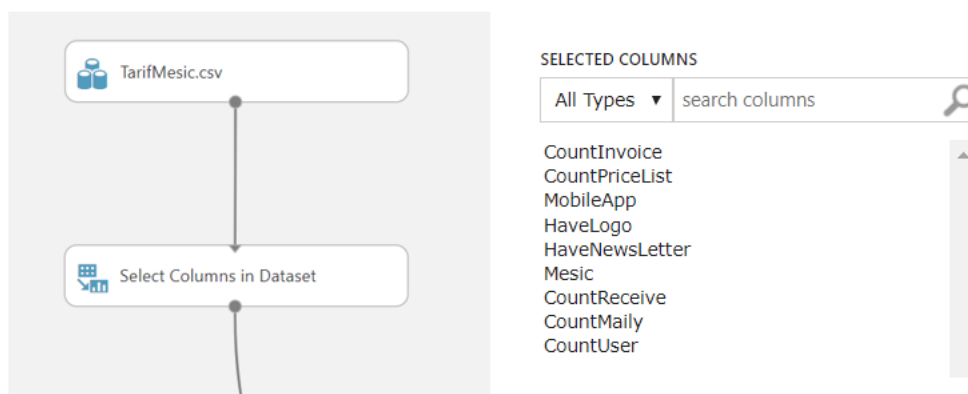 TarifMesic.csv
Select Columns in Dataset
SELECTED COLUMNS
All Types ▼ search columns
CountInvoice
CountPriceList
MobileApp
HaveLogo
HaveNewsLetter
Mesic
CountReceive
CountMaily
CountUser